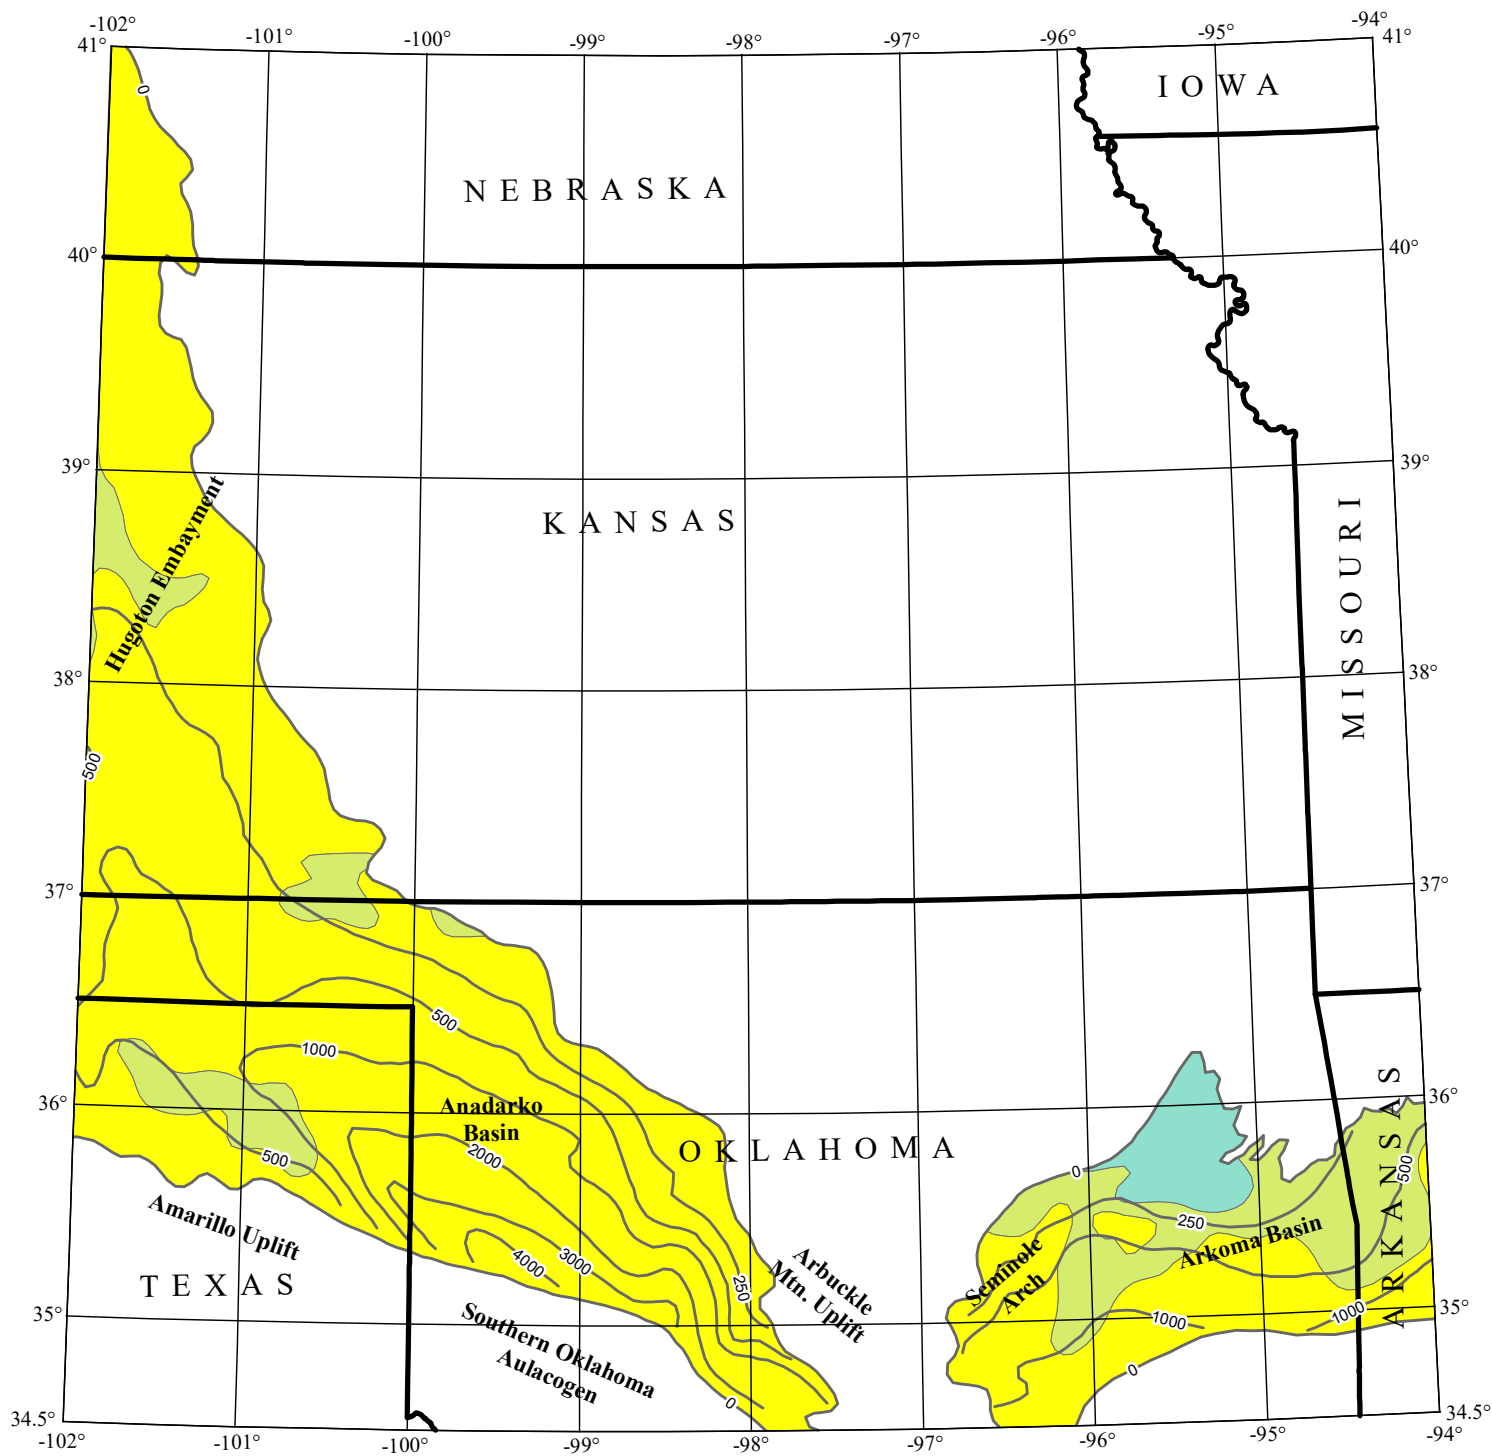 -102°
-101°
-100°
-99°
-98°
-97°
-96°
-95°
-94°
41°
41°
0
IOWA
NEBRASKA
40°
40°
39°
39°
Hugoton Embayment
KANSAS
MISSOURI
38°
38°
500
37°
37°
500
1000
36°
36°
Anadarko
Basin
OKLAHOMA
ARKANSAS
2000
500
0
500
250
Amarillo Uplift
Arkoma Basin
Seminole
Arch
4000
3000
250
Arbuckle
Mtn. Uplift
TEXAS
35°
35°
1000
1000
Southern Oklahoma
Aulacogen
0
0
34.5°
34.5°
-102°
-101°
-100°
-99°
-98°
-97°
-96°
-95°
-94°